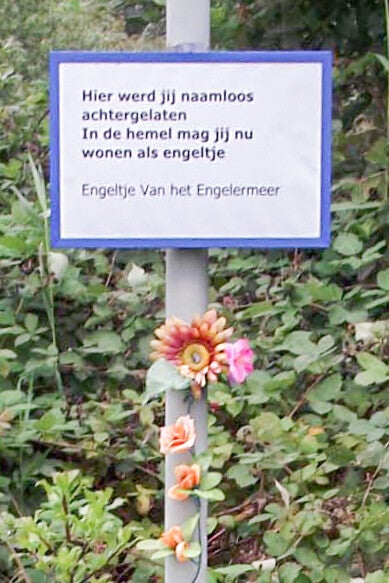 Hier werd jij naamloos
achtergelaten
In de hemel mag jij nu
wonen als engeltje
Engeltje Van het Engelermeer